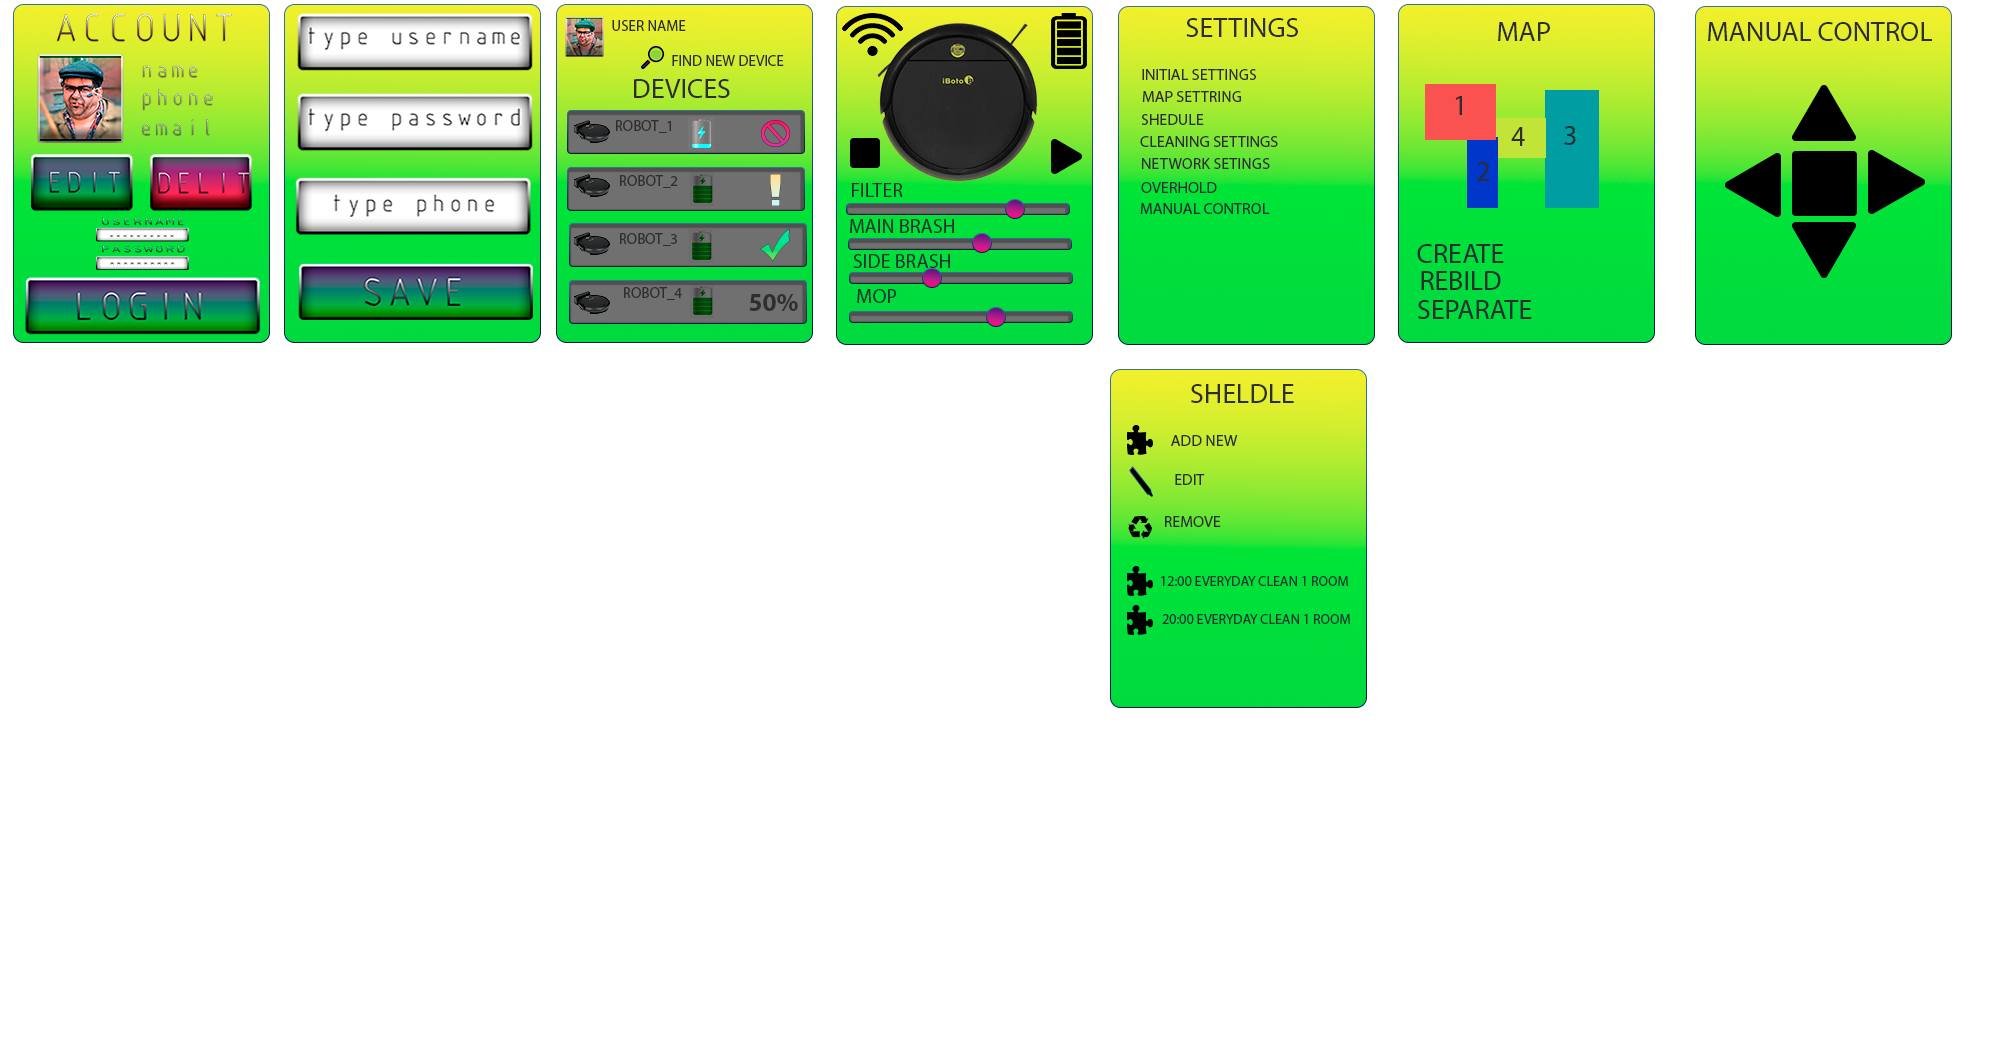 ACCOUNT
name
phone
email
EDIT
DELIT
USERNAME
PASSWORD
LOGIN
type username
type password
type phone
SAVE
USER NAME
FIND NEW DEVICE
DEVICES
ROBOT_1
ROBOT_2
ROBOT_3
ROBOT_4
50%
iBoto
FILTER
MAIN BRASH
SIDE BRASH
MOP
SETTINGS
INITIAL SETTINGS
MAP SETTRING
SHEDULE
CLEANING SETTINGS
NETWORK SETINGS
OVERHOLD
MANUAL CONTROL
MAP
1
4
3
2
CREATE
REBILD
SEPARATE
MANUAL CONTROL
SHELDLE
ADD NEW
EDIT
REMOVE
12:00 EVERYDAY CLEAN 1 ROOM
20:00 EVERYDAY CLEAN 1 ROOM